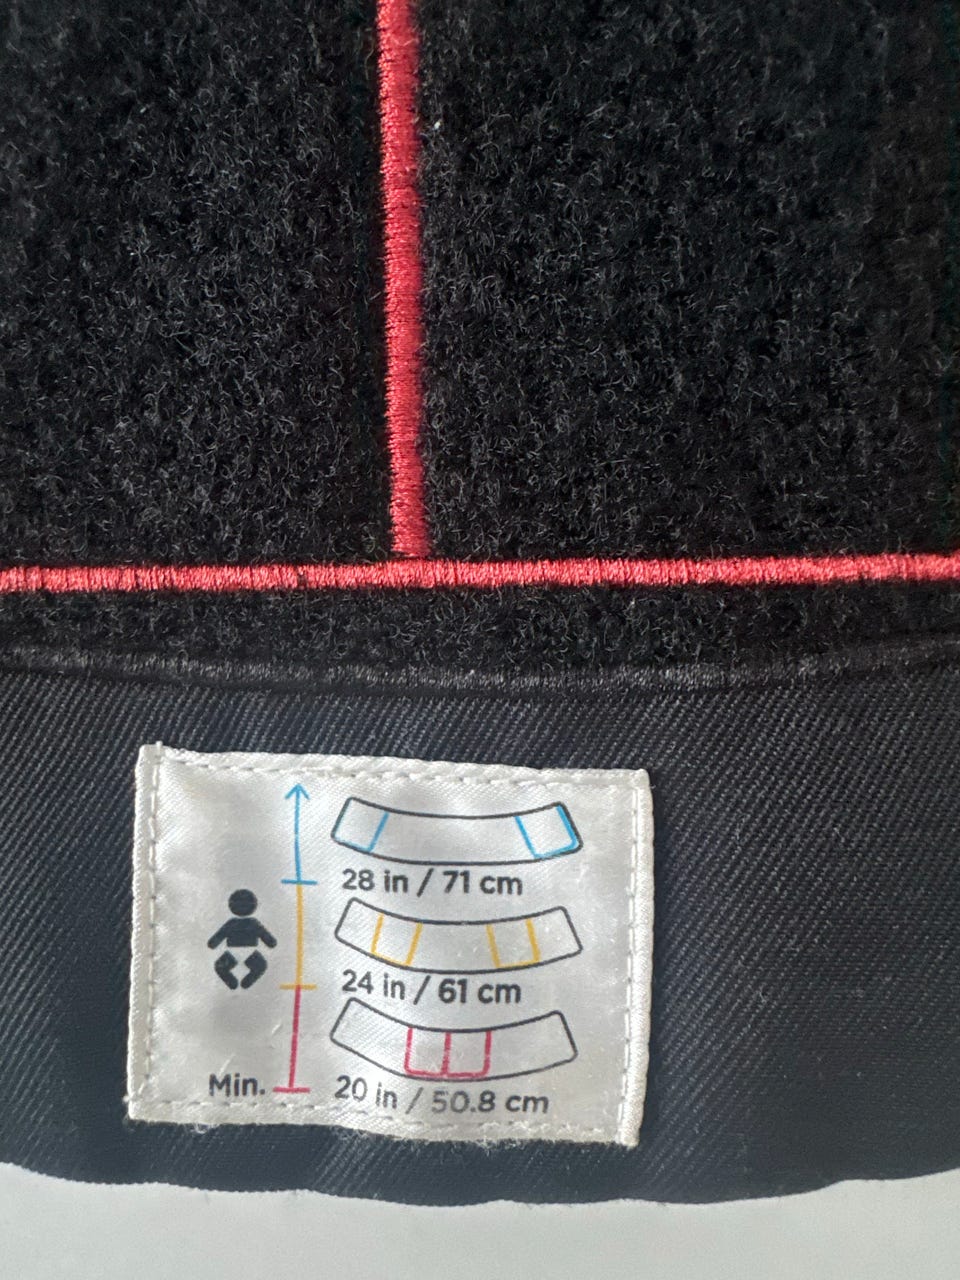 28 in / 71 cm
24 in / 61 cm
Min. 20 in / 50.8 cm